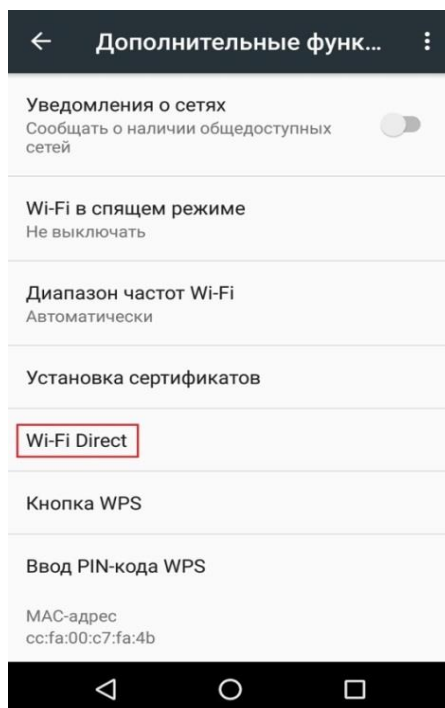 Дополнительные функ...
Уведомления о сетях
Сообщать о наличии общедоступных
сетей
Wi-Fi в спящем режиме
Не выключать
Диапазон частот Wi-Fi
Автоматически
Установка сертификатов
Wi-Fi Direct
Кнопка WPS
Ввод PIN-кода WPS
MAC-адрес
cc:fa:00:c7:fa:4b